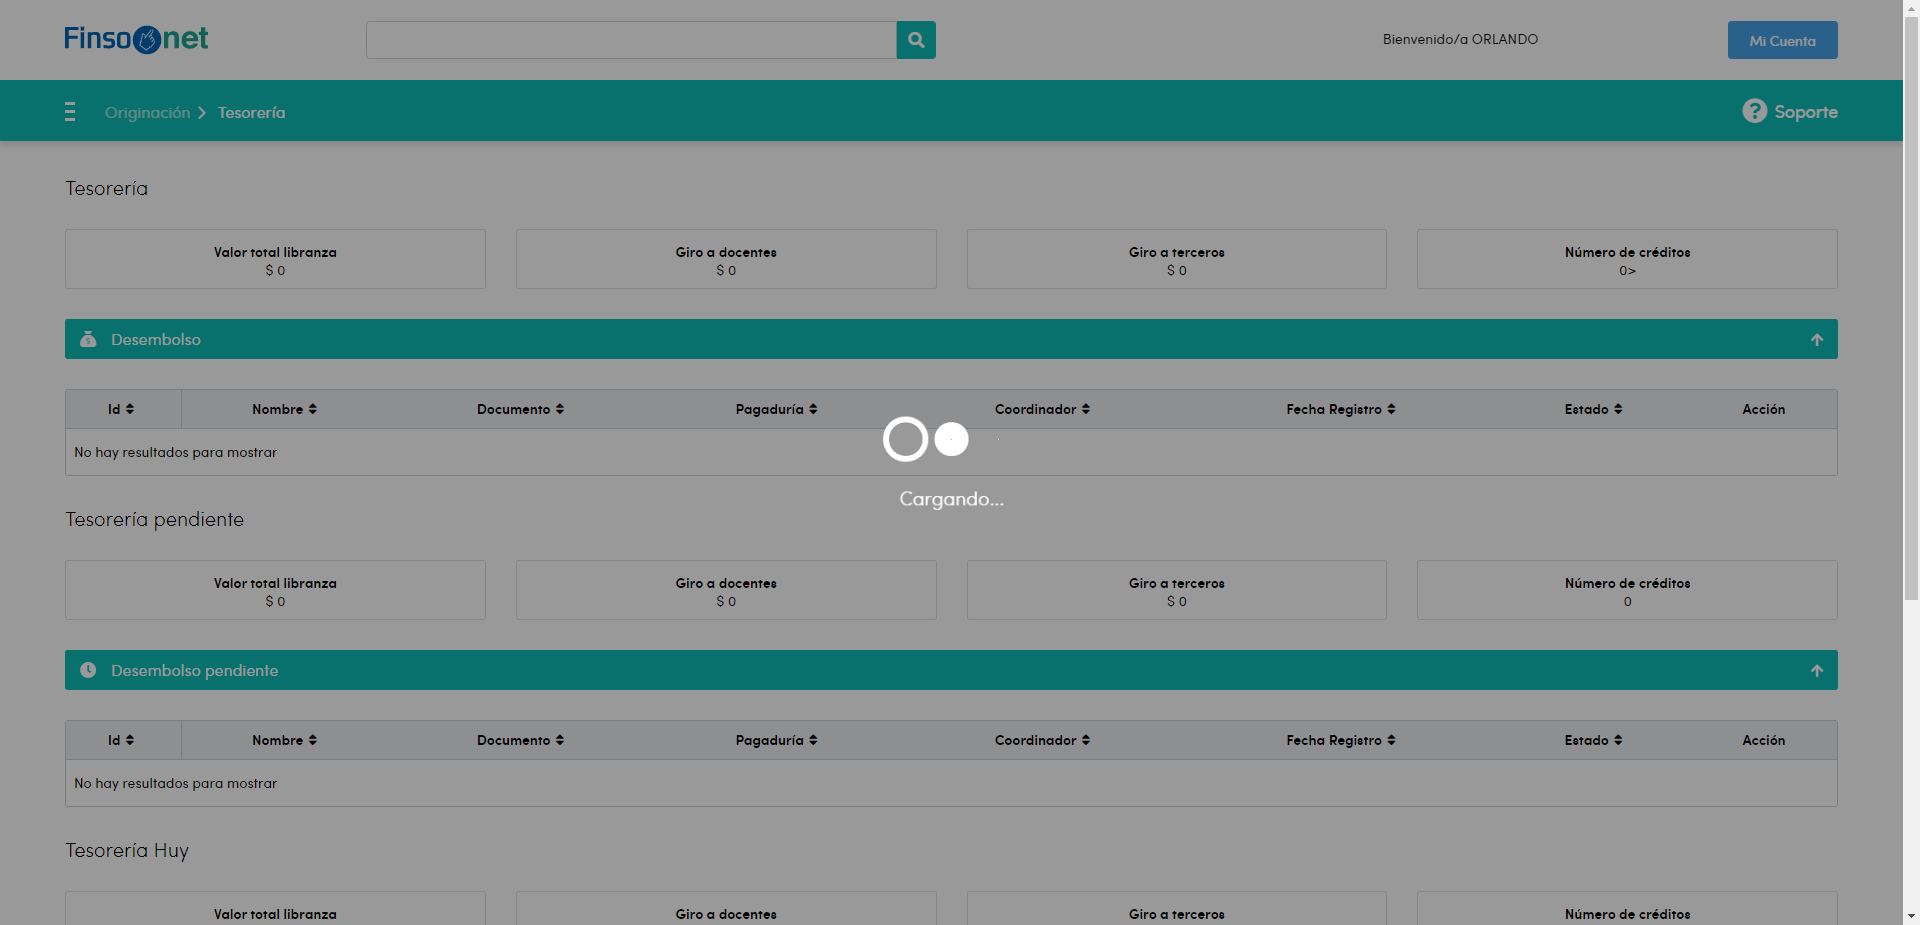 Finsonet
Bienvenido/a ORLANDO
Mi Cuenta
Originación > Tesorería
Soporte
Tesorería
Valor total libranza
$ 0
Giro a docentes
$ 0
Giro a terceros
$ 0
Número de créditos
0>
Desembolso
Id Nombre Documento Pagaduría Coordinador Fecha Registro Estado Acción
No hay resultados para mostrar
Cargando...
Tesorería pendiente
Valor total libranza
$ 0
Giro a docentes
$ 0
Giro a terceros
$ 0
Número de créditos
0
Desembolso pendiente
Id Nombre Documento Pagaduría Coordinador Fecha Registro Estado Acción
No hay resultados para mostrar
Tesorería Huy
Valor total libranza
Giro a docentes
Giro a terceros
Número de créditos